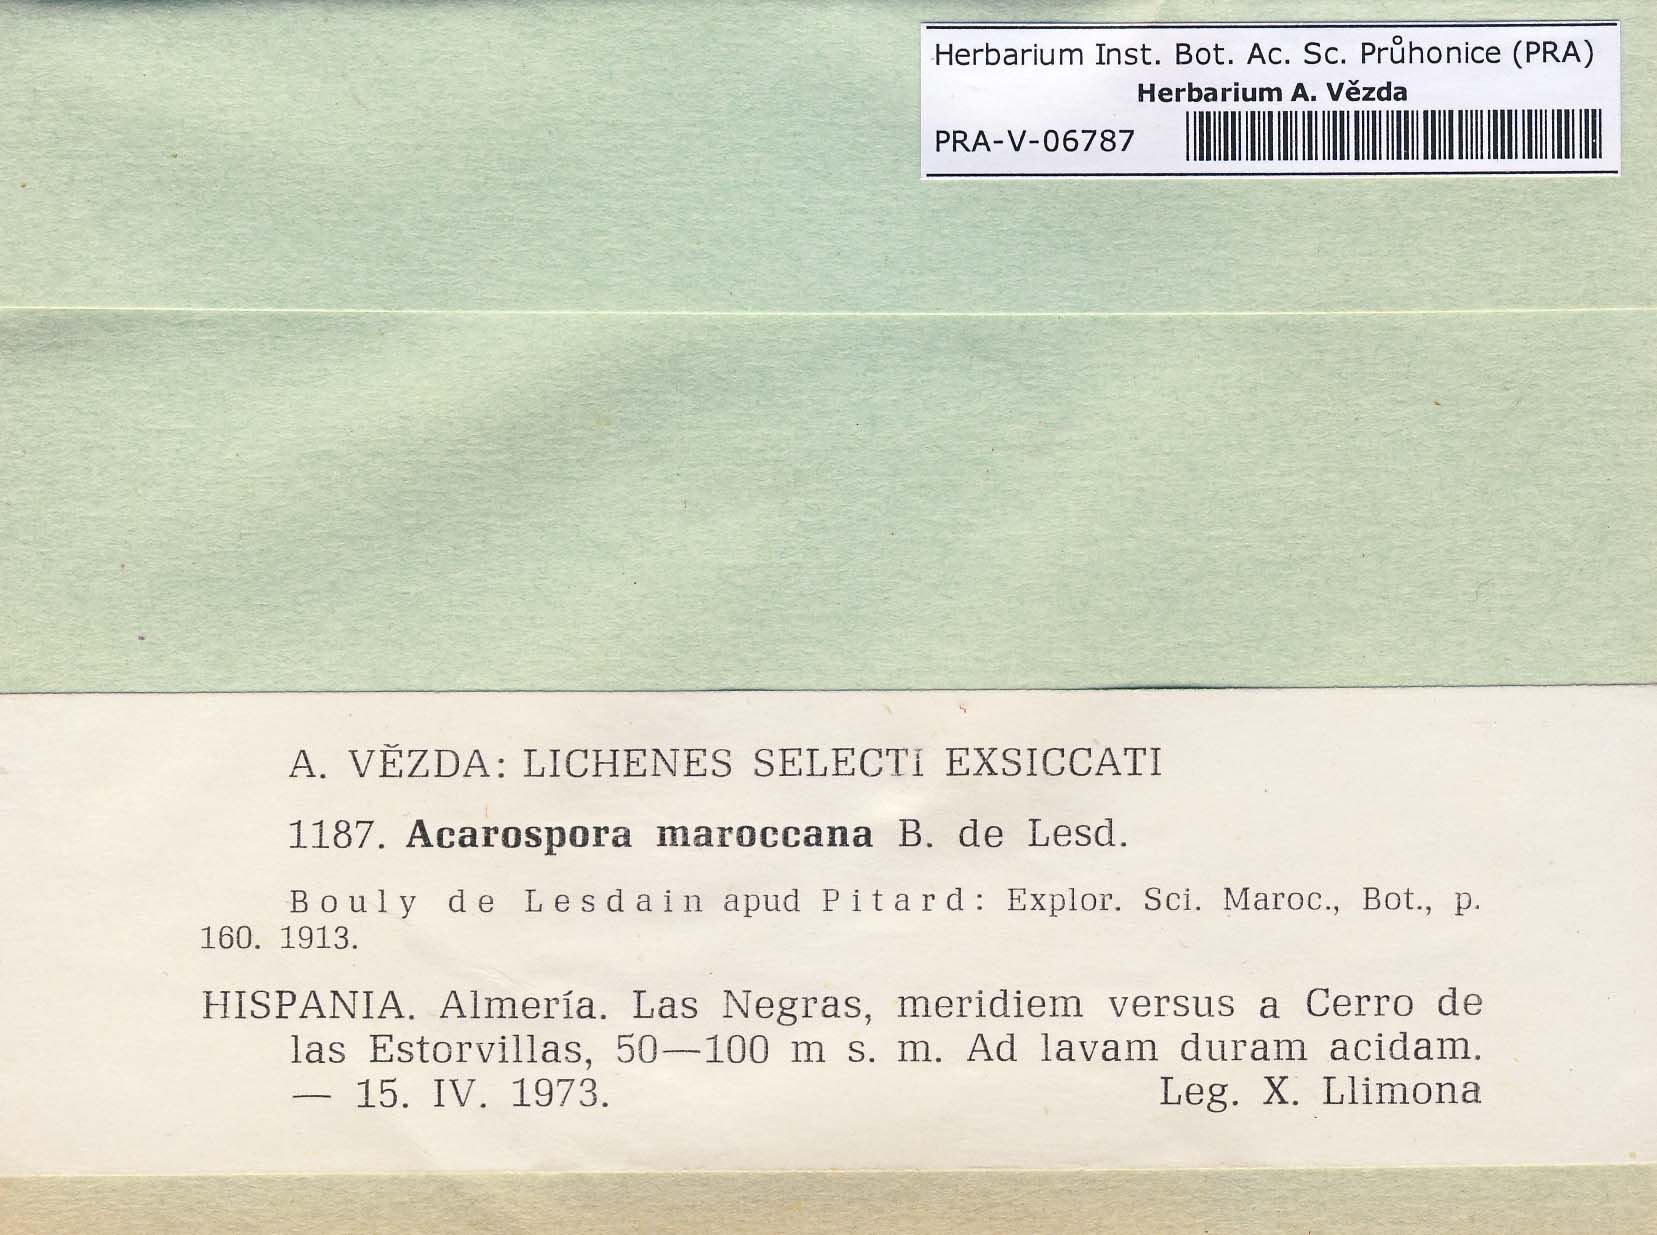 Herbarium Inst. Bot. Ac. Sc. Průhonice (PRA)
Herbarium A. Vězda
PRA-V-06787
A. VĚZDA: LICHENES SELECTI EXSICCATI
1187. Acarospora maroccana B. de Lesd.
Bouly de Lesdain apud Pitard: Explor. Sci. Maroc., Bot., p.
160. 1913.
HISPANIA. Almería. Las Negras, meridiem versus a Cerro de
las Estorvillas, 50—100 m s. m. Ad lavam duram acidam.
— 15. IV. 1973. Leg. X. Llimona